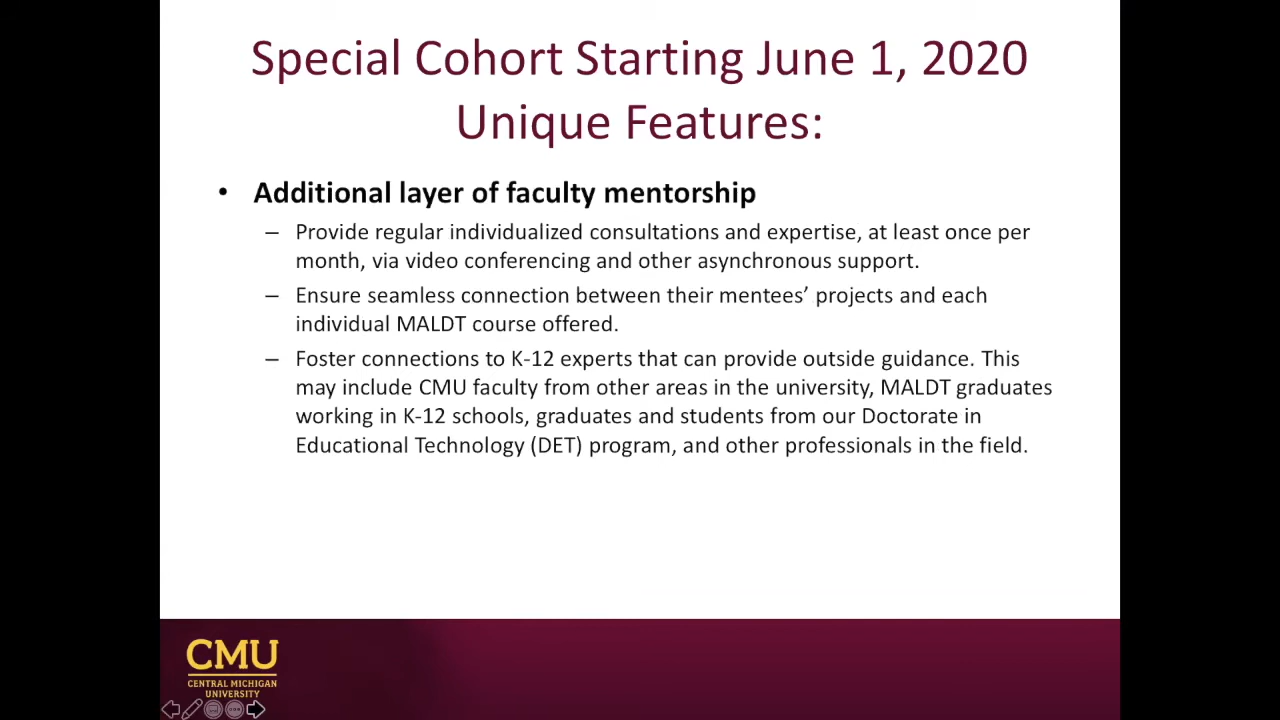 Special Cohort Starting June 1, 2020
Unique Features:
• Additional layer of faculty mentorship
– Provide regular individualized consultations and expertise, at least once per
month, via video conferencing and other asynchronous support.
– Ensure seamless connection between their mentees’ projects and each
individual MALDT course offered.
– Foster connections to K-12 experts that can provide outside guidance. This
may include CMU faculty from other areas in the university, MALDT graduates
working in K-12 schools, graduates and students from our Doctorate in
Educational Technology (DET) program, and other professionals in the field.
CMU
CENTRAL MICHIGAN
UNIVERSITY